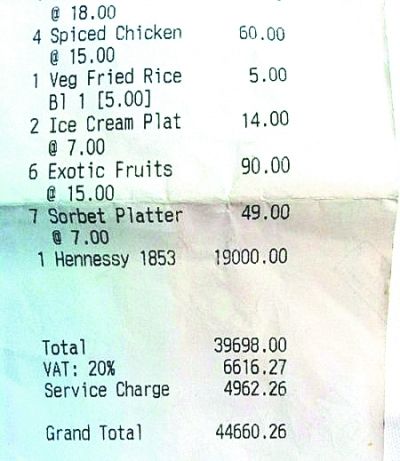 @ 18.00
4 Spiced Chicken 60.00
@ 15.00
1 Veg Fried Rice 5.00
Bl 1 [5.00]
2 Ice Cream Plat 14.00
@ 7.00
6 Exotic Fruits 90.00
@ 15.00
7 Sorbet Platter 49.00
@ 7.00
1 Hennessy 1853 19000.00
Total 39698.00
VAT: 20% 6616.27
Service Charge 4962.26
Grand Total 44660.26